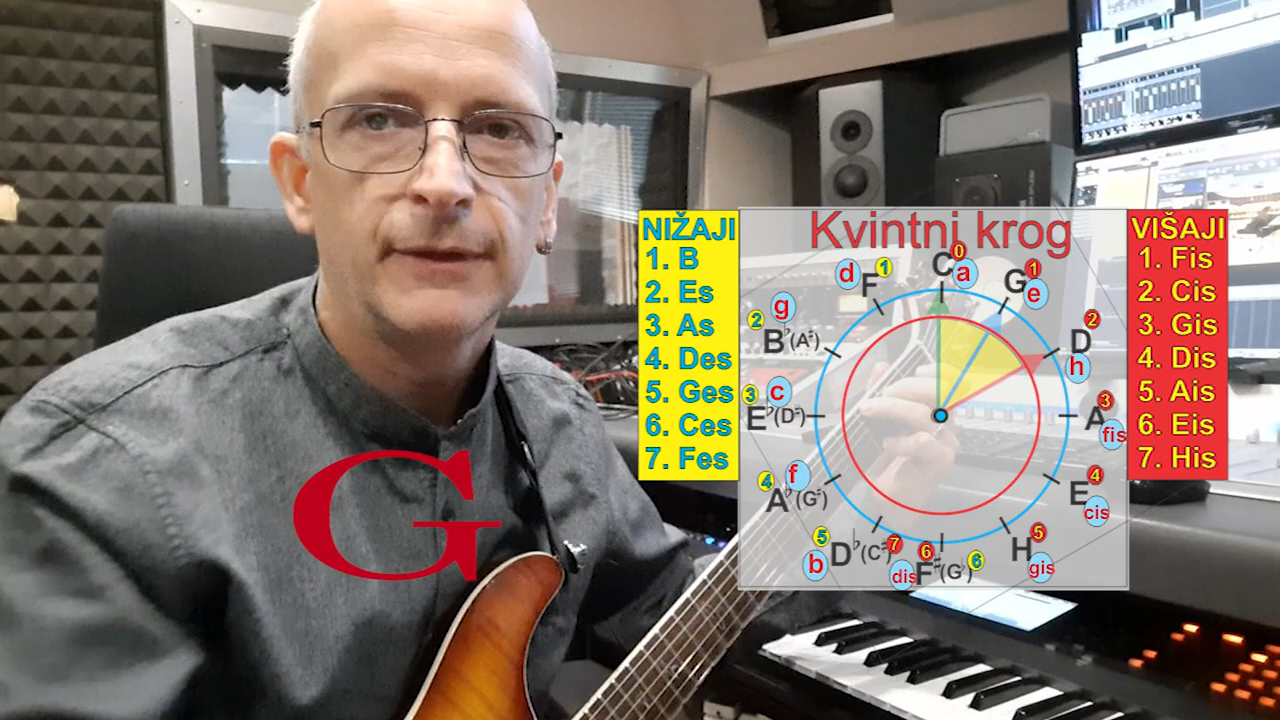 G
NIŽAJI
1. B
2. Es
3. As
4. Des
5. Ges
6. Ces
7. Fes
Kvintni krog
C 0 a
G 1 e
D 2 h
A 3 fis
E 4 cis
H 5 gis
F♯(G♭) 6 6 dis
D♭(C♯) 5 7 b
A♭(G♯) 4 f
E♭(D♯) 3 c
B♭(A♯) 2 g
F 1 d
VIŠAJI
1. Fis
2. Cis
3. Gis
4. Dis
5. Ais
6. Eis
7. His